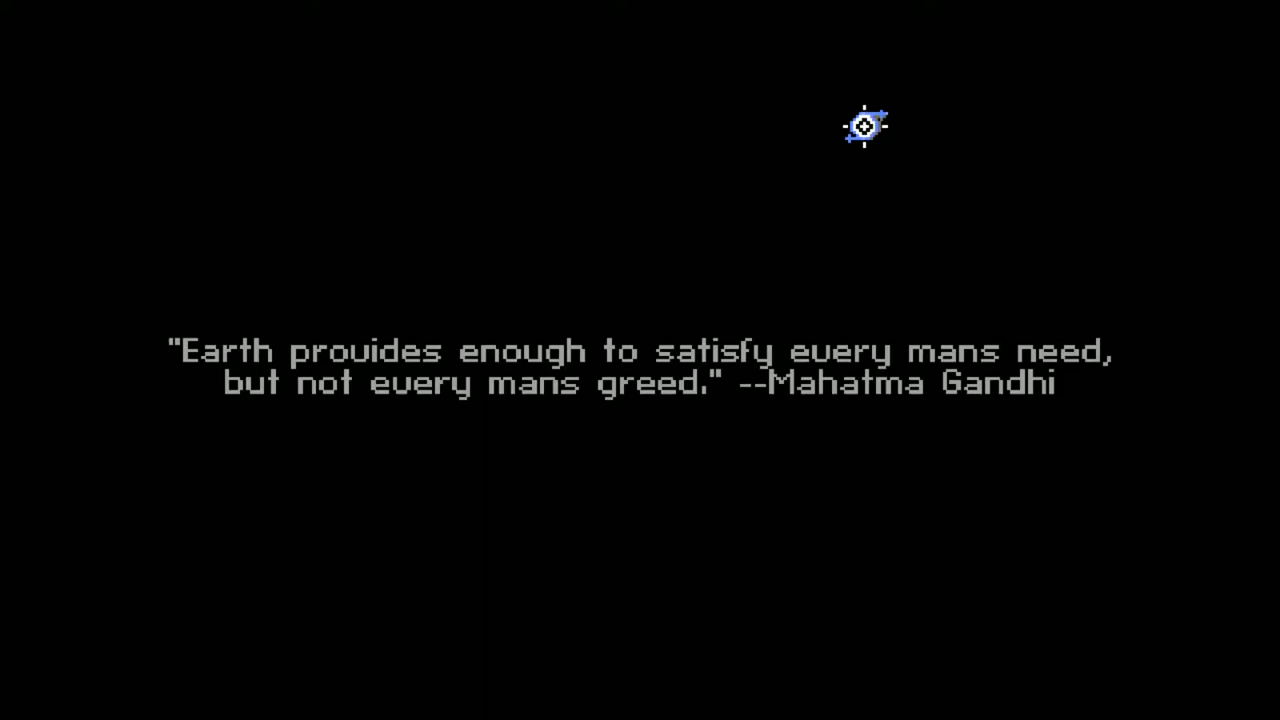 "Earth provides enough to satisfy every mans need,
but not every mans greed." --Mahatma Gandhi